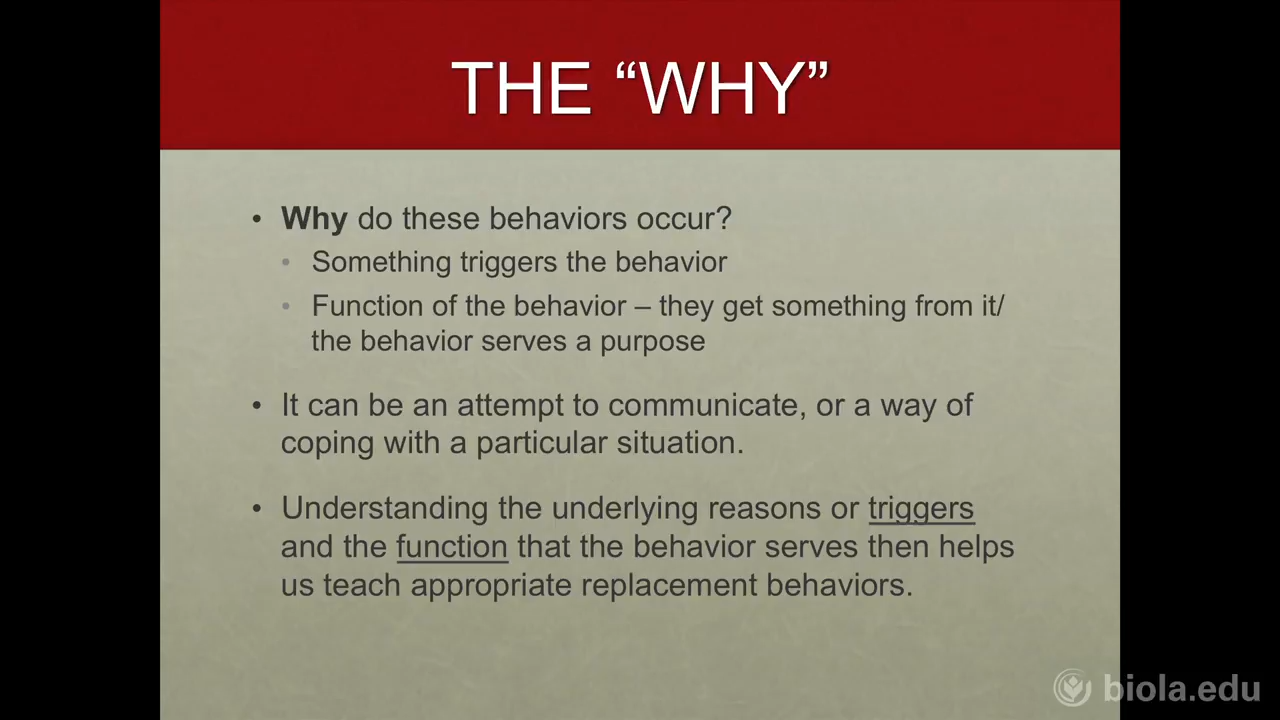 THE “WHY”
• Why do these behaviors occur?
• Something triggers the behavior
• Function of the behavior – they get something from it/
the behavior serves a purpose
• It can be an attempt to communicate, or a way of
coping with a particular situation.
• Understanding the underlying reasons or triggers
and the function that the behavior serves then helps
us teach appropriate replacement behaviors.
biola.edu